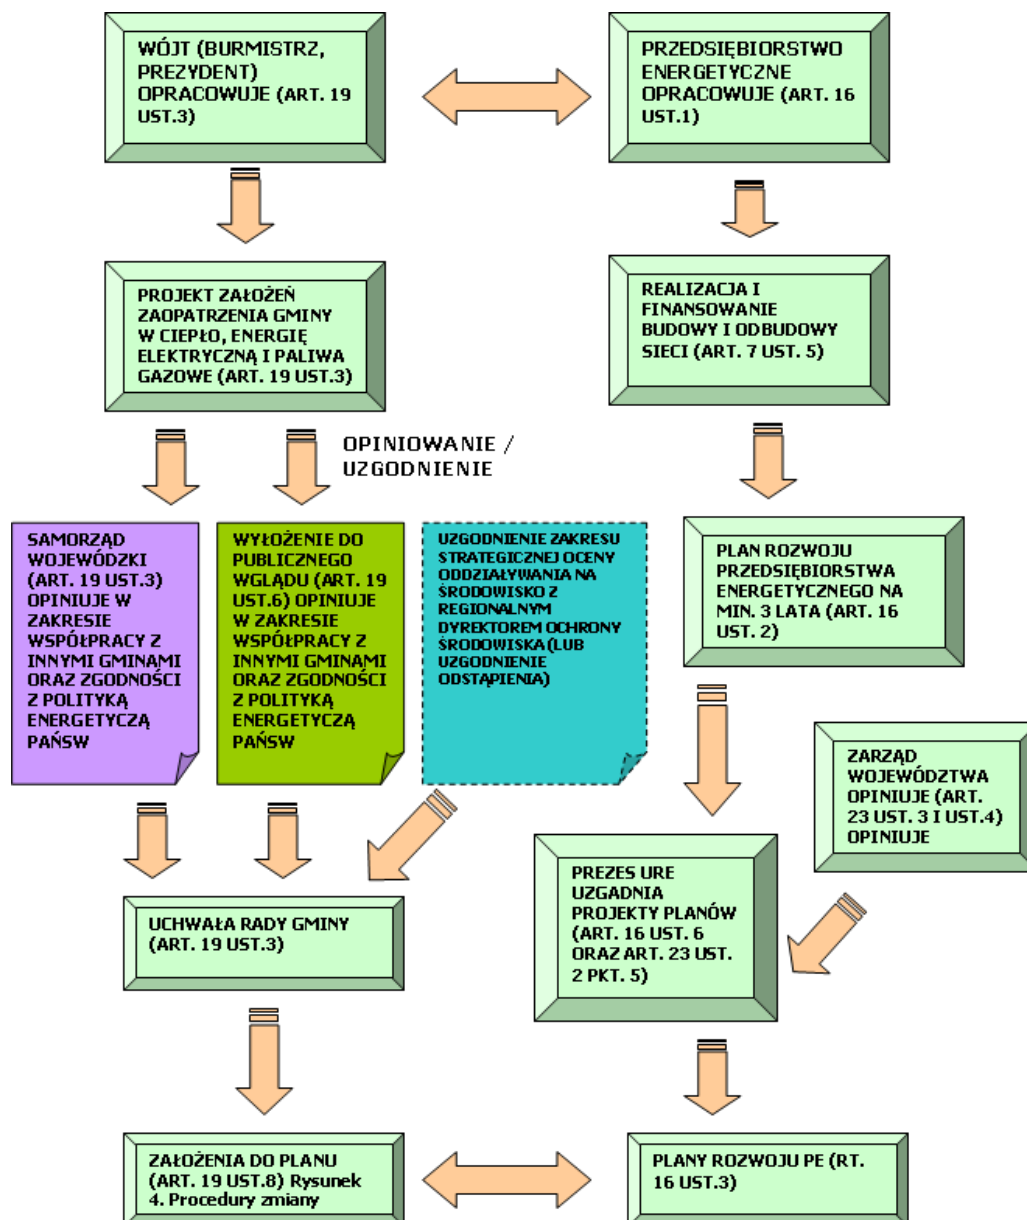 WÓJT (BURMISTRZ,
PREZYDENT)
OPRACOWUJE (ART. 19
UST.3)
PRZEDSIĘBIORSTWO
ENERGETYCZNE
OPRACOWUJE (ART. 16
UST.1)
PROJEKT ZAŁOŻEŃ
ZAOPATRZENIA GMINY
W CIEPŁO, ENERGIĘ
ELEKTRYCZNĄ I PALIWA
GAZOWE (ART. 19 UST.3)
REALIZACJA I
FINANSOWANIE
BUDOWY I ODBUDOWY
SIECI (ART. 7 UST. 5)
OPINIOWANIE /
UZGODNIENIE
SAMORZĄD
WOJEWÓDZKI
(ART. 19 UST.3)
OPINIUJE W
ZAKRESIE
WSPÓŁPRACY Z
INNYMI GMINAMI
ORAZ ZGODNOŚCI
Z POLITYKĄ
ENERGETYCZĄ
PAŃSW
WYŁOŻENIE DO
PUBLICZNEGO
WGLĄDU (ART. 19
UST.6) OPINIUJE
W ZAKRESIE
WSPÓŁPRACY Z
INNYMI GMINAMI
ORAZ ZGODNOŚCI
Z POLITYKĄ
ENERGETYCZĄ
PAŃSW
UZGODNIENIE ZAKRESU
STRATEGICZNEJ OCENY
ODDZIAŁYWANIA NA
ŚRODOWISKO Z
REGIONALNYM
DYREKTOREM OCHRONY
ŚRODOWISKA (LUB
UZGODNIENIE
ODSTĄPIENIA)
PLAN ROZWOJU
PRZEDSIĘBIORSTWA
ENERGETYCZNEGO NA
MIN. 3 LATA (ART. 16
UST. 2)
ZARZĄD
WOJEWÓDZTWA
OPINIUJE (ART.
23 UST. 3 I UST.4)
OPINIUJE
PREZES URE
UZGADNIA
PROJEKTY PLANÓW
(ART. 16 UST. 6
ORAZ ART. 23 UST.
2 PKT. 5)
UCHWAŁA RADY GMINY
(ART. 19 UST.3)
ZAŁOŻENIA DO PLANU
(ART. 19 UST.8) Rysunek
4. Procedury zmiany
PLANY ROZWOJU PE (RT.
16 UST.3)